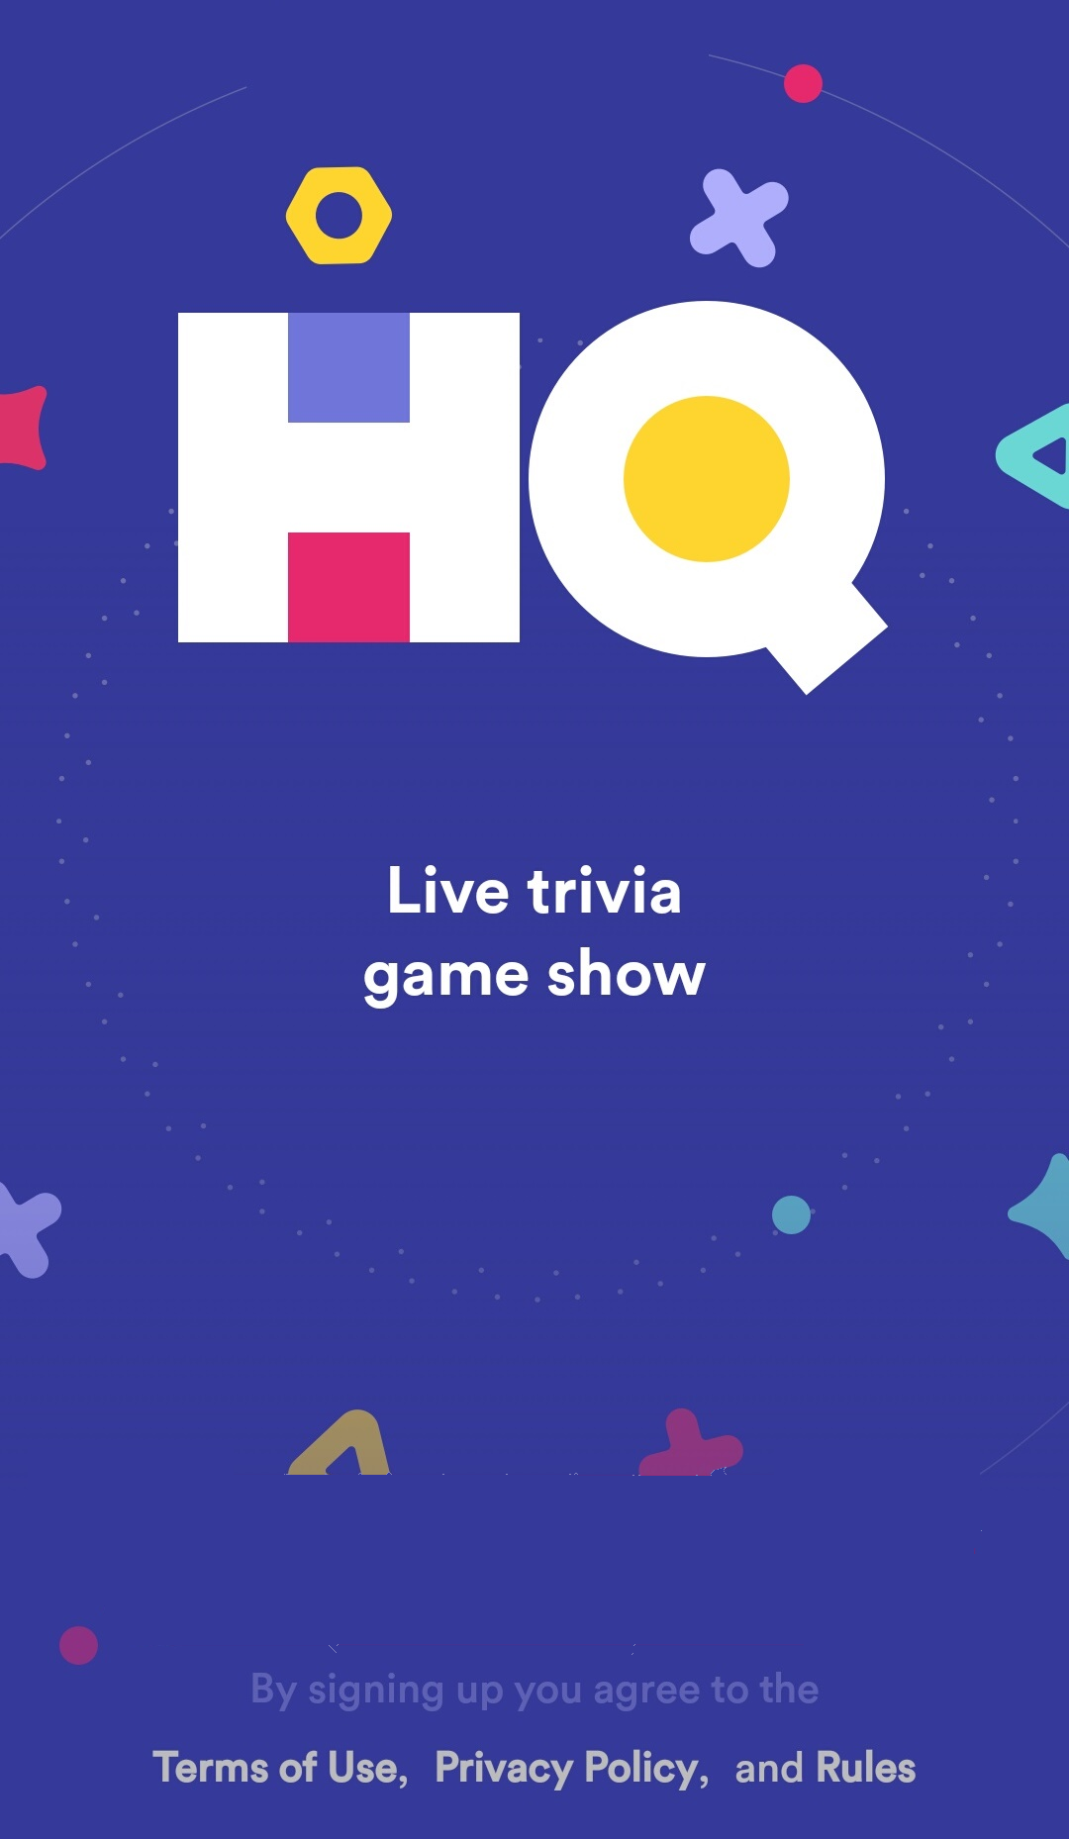 HQ
Live trivia
game show
By signing up you agree to the
Terms of Use, Privacy Policy, and Rules